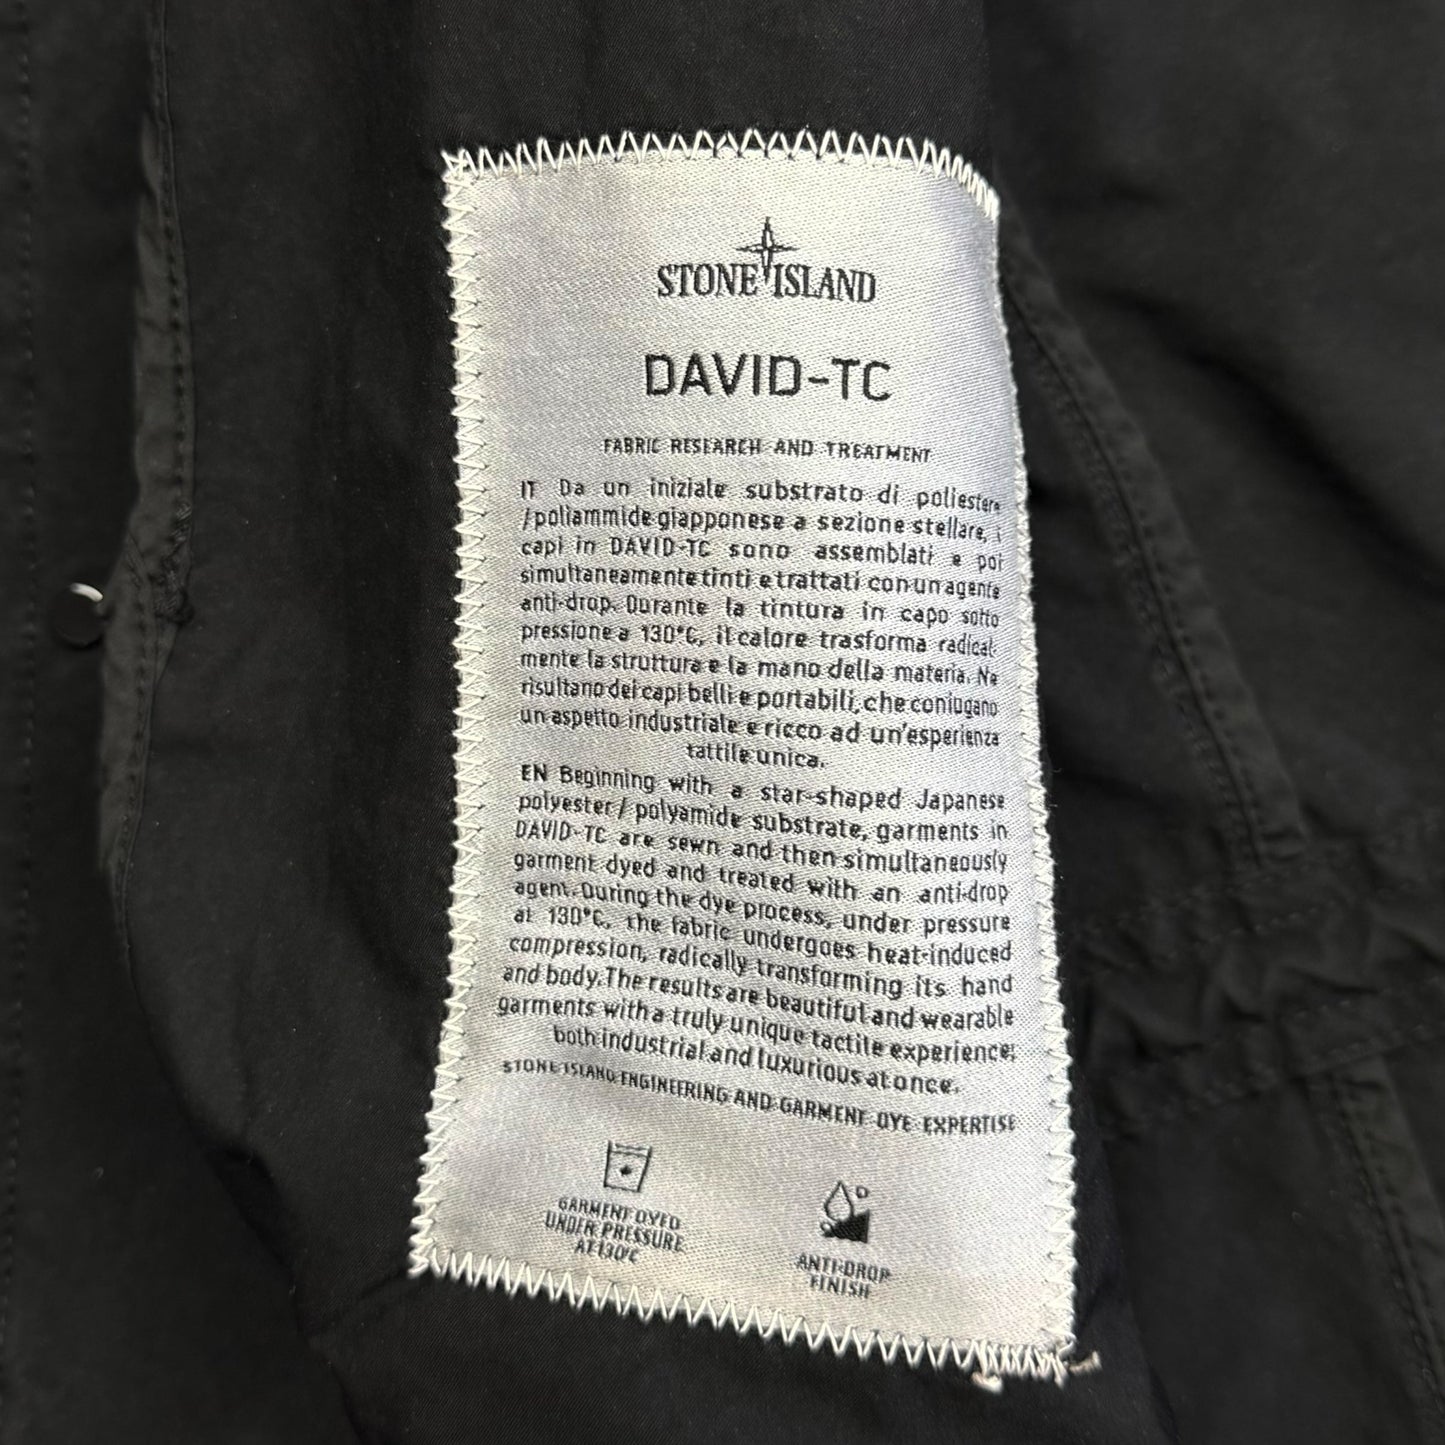 STONE ISLAND
DAVID-TC
FABRIC RESEARCH AND TREATMENT
IT Da un iniziale substrato di poliestere
/poliammide giapponese a sezione stellare, i
capi in DAVID-TC sono assemblati e poi
simultaneamente tinti e trattati con un agente
anti-drop. Durante la tintura in capo sotto
pressione a 130°C, il calore trasforma radical-
mente la struttura e la mano della materia. Ne
risultano dei capi belli e portabili, che coniugano
un aspetto industriale e ricco ad un'esperienza
tattile unica.
EN Beginning with a star-shaped Japanese
polyester / polyamide substrate, garments in
DAVID-TC are sewn and then simultaneously
garment dyed and treated with an anti-drop
agent. During the dye process, under pressure
at 130°C, the fabric undergoes heat-induced
compression, radically transforming its hand
and body. The results are beautiful and wearable
garments with a truly unique tactile experience;
both industrial and luxurious at once.
STONE ISLAND ENGINEERING AND GARMENT DYE EXPERTISE
GARMENT DYED
UNDER PRESSURE
AT 130°C
ANTI-DROP
FINISH